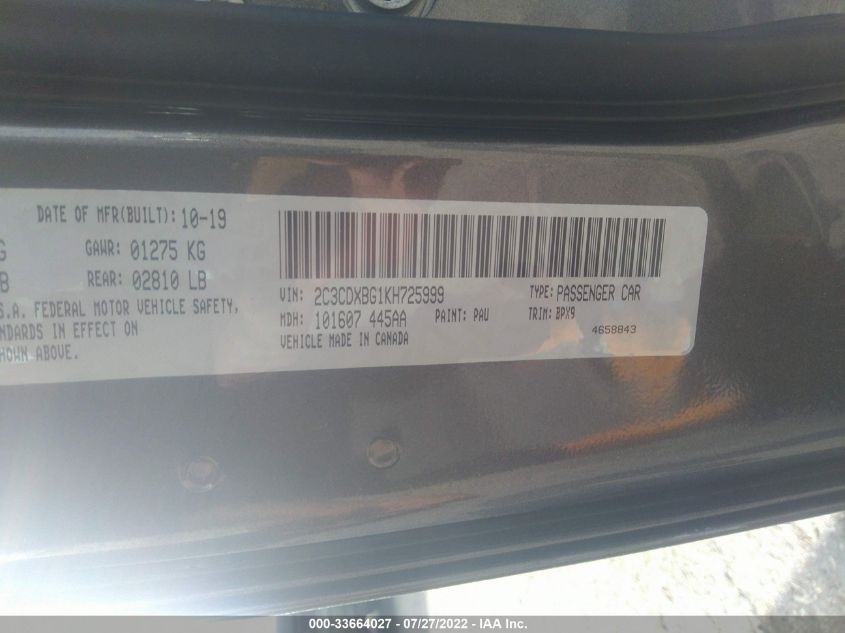 DATE OF MFR(BUILT): 10-19
G GAWR: 01275 KG
B REAR: 02810 LB
S.A. FEDERAL MOTOR VEHICLE SAFETY,
NDARDS IN EFFECT ON
HOWN ABOVE.
VIN: 2C3CDXBG1KH725999 TYPE: PASSENGER CAR
MDH: 101607 445AA PAINT: PAU TRIM: BPX9
VEHICLE MADE IN CANADA 4658843
000-33664027 - 07/27/2022 - IAA Inc.